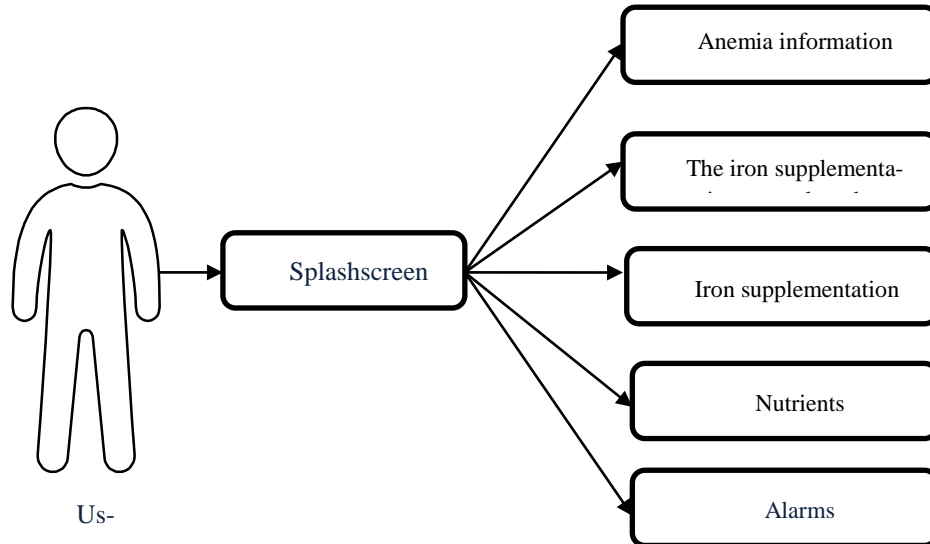 Anemia information
The iron supplementa-
Splashscreen
Iron supplementation
Nutrients
Alarms
Us-